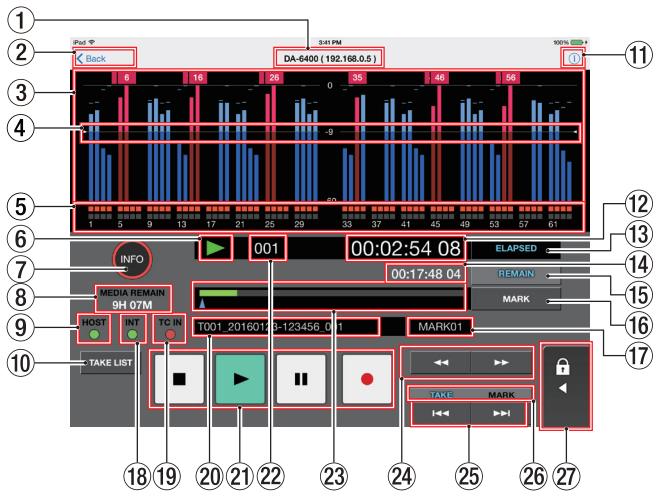 ①
iPad 3:41 PM 100%
② Back DA-6400 ( 192.168.0.5 ) ⑪
③ 6 16 26 35 46 56
0
④ -9
-60
⑤
1 5 9 13 17 21 25 29 33 37 41 45 49 53 57 61
⑫
⑥ 001 00:02:54 08 ELAPSED ⑬
⑦ INFO 00:17:48 04 REMAIN ⑭
⑮
⑧ MEDIA REMAIN
9H 07M MARK ⑯
⑨ HOST INT TC IN T001_20160123-123456_001 MARK01 ⑰
⑩ TAKE LIST
TAKE MARK
⑱ ⑲ ⑳ ㉑ ㉒ ㉓ ㉔ ㉕ ㉖ ㉗